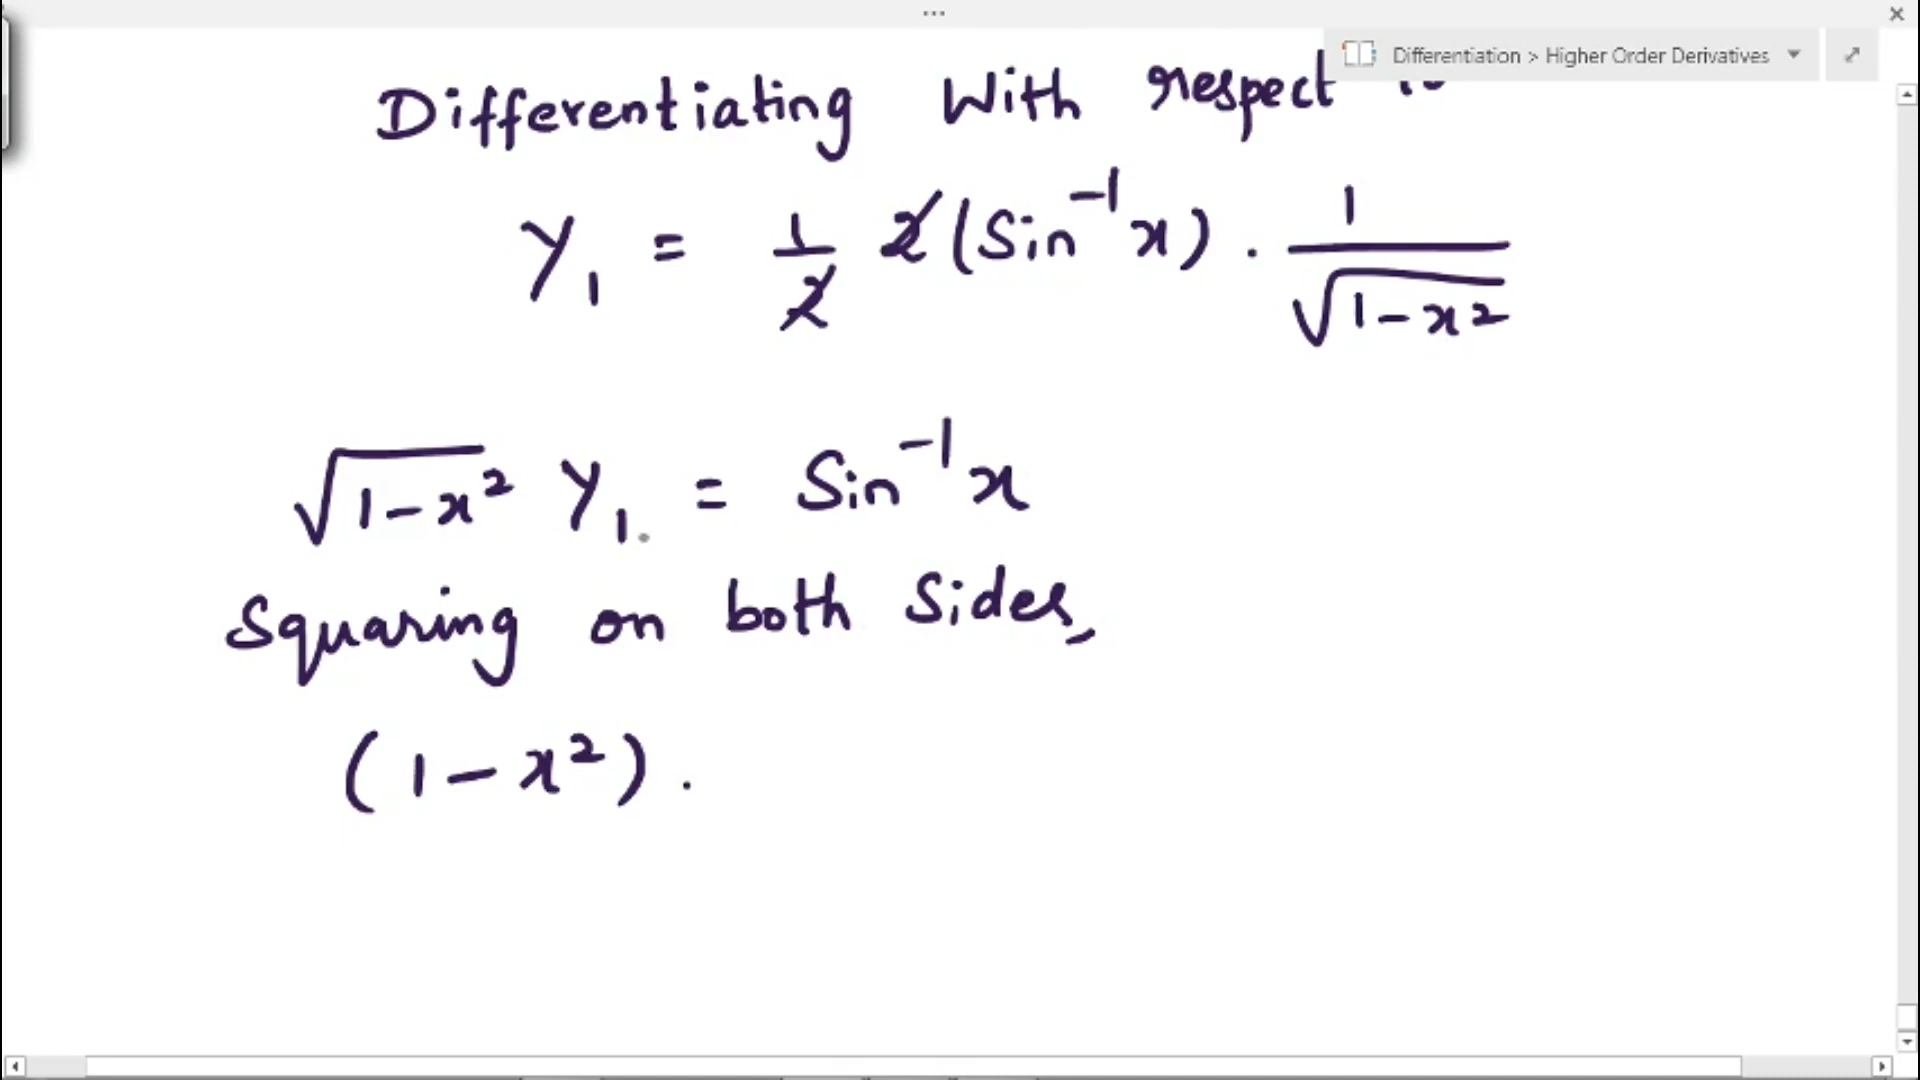 Differentiation > Higher Order Derivatives
Differentiating With respect
y₁ = 1/2 2(Sin⁻¹x) . 1/√1-x²
√1-x² y₁ = Sin⁻¹x
Squaring on both Sides,
(1-x²).